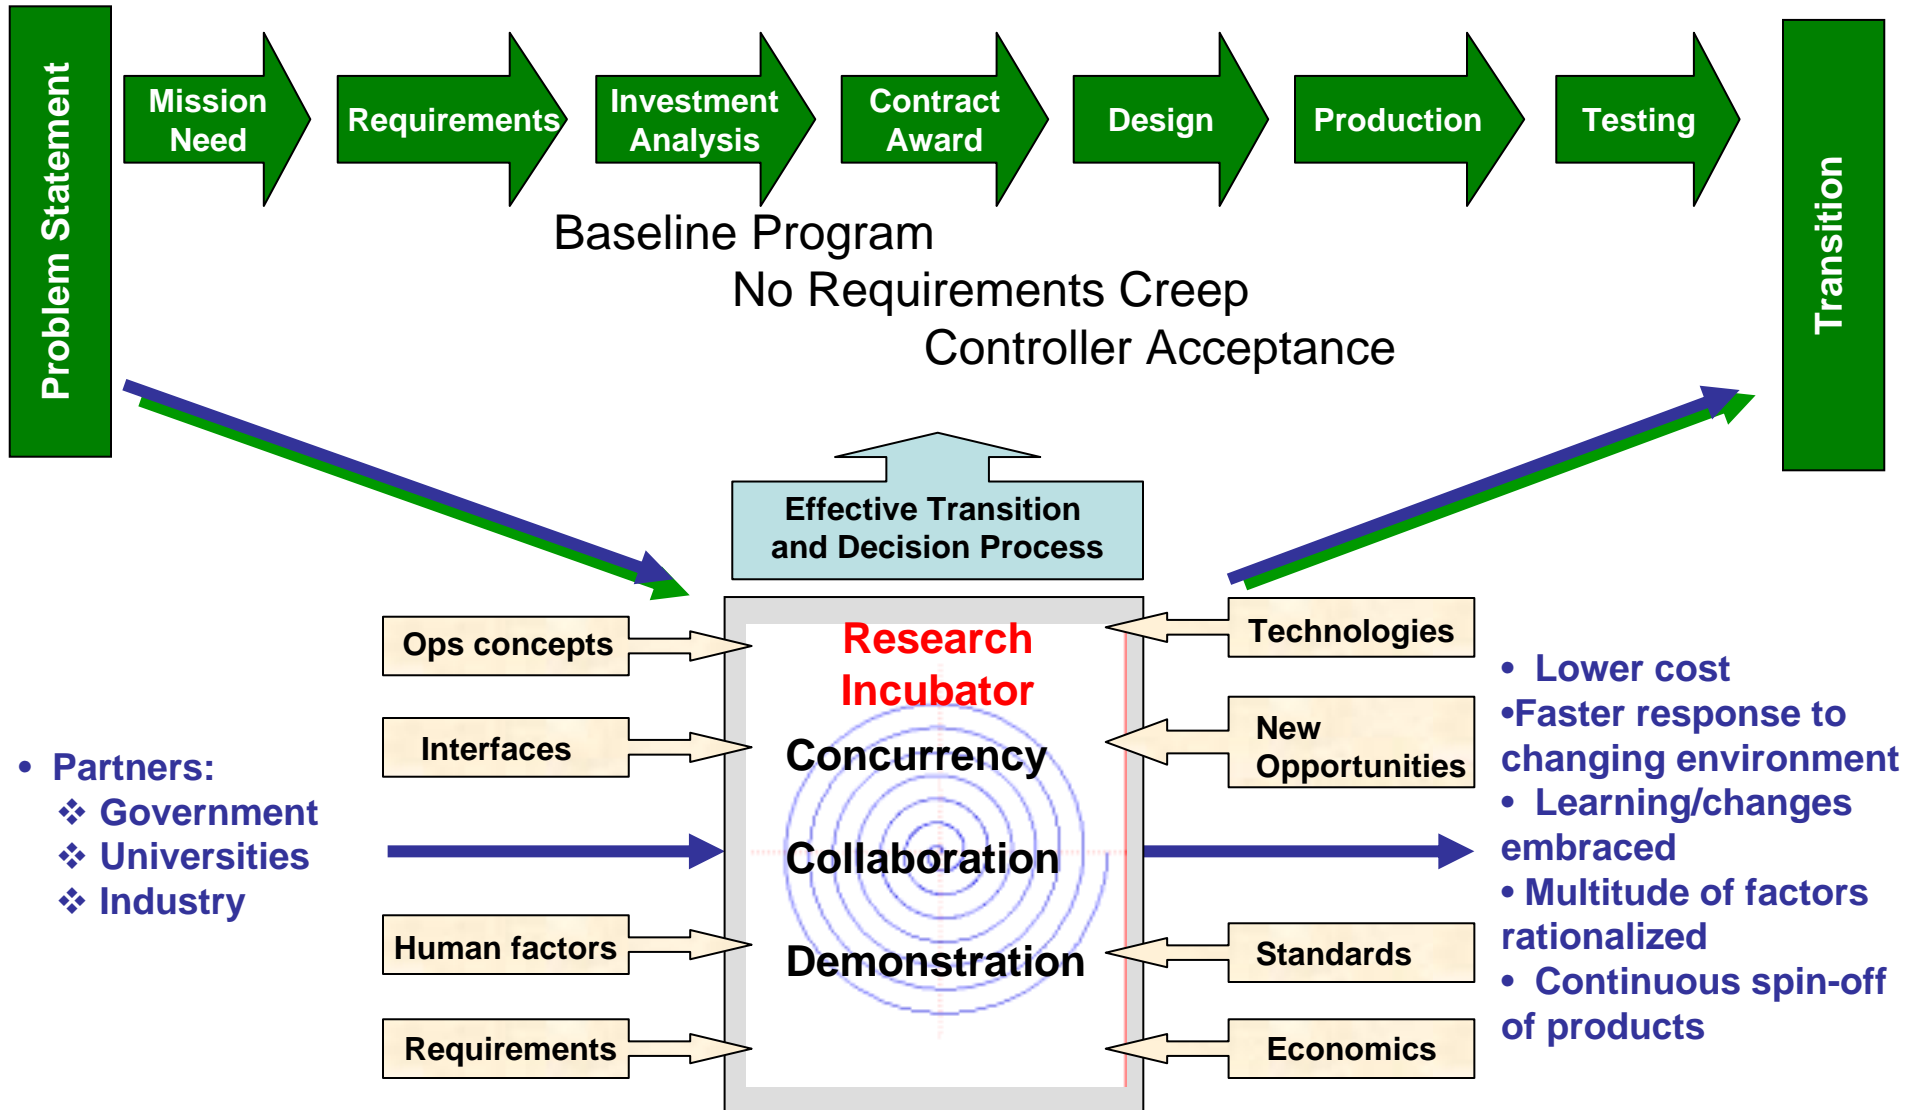 Problem Statement
Mission
Need
Requirements
Investment
Analysis
Contract
Award
Design
Production
Testing
Transition
Baseline Program
No Requirements Creep
Controller Acceptance
Effective Transition
and Decision Process
Research
Incubator
Concurrency
Collaboration
Demonstration
Ops concepts
Interfaces
Human factors
Requirements
Technologies
New
Opportunities
Standards
Economics
• Partners:
❖ Government
❖ Universities
❖ Industry
• Lower cost
•Faster response to
changing environment
• Learning/changes
embraced
• Multitude of factors
rationalized
• Continuous spin-off
of products